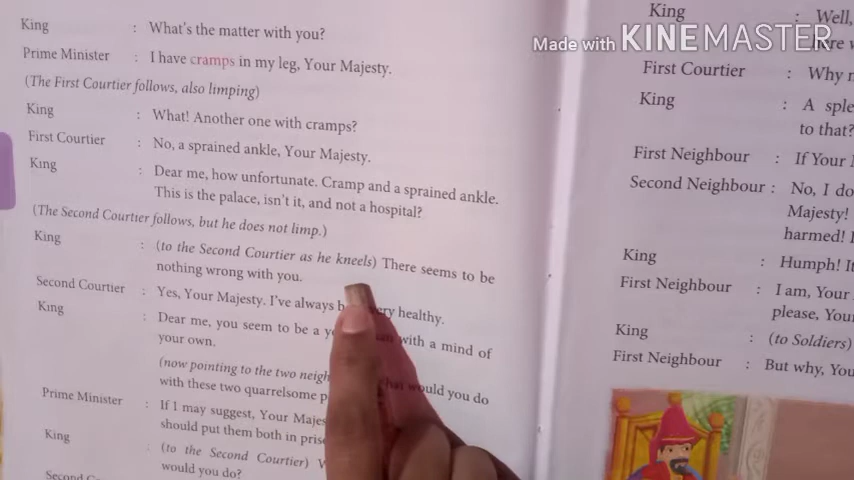 King : What's the matter with you?
Prime Minister : I have cramps in my leg, Your Majesty.
(The First Courtier follows, also limping)
King : What! Another one with cramps?
First Courtier : No, a sprained ankle, Your Majesty.
King : Dear me, how unfortunate. Cramp and a sprained ankle.
This is the palace, isn't it, and not a hospital?
(The Second Courtier follows, but he does not limp.)
King : (to the Second Courtier as he kneels) There seems to be
nothing wrong with you.
Second Courtier : Yes, Your Majesty. I've always very healthy.
King : Dear me, you seem to be a with a mind of
your own.
(now pointing to the two would you do
with these two quarrelsome
Prime Minister : If I may suggest, Your
should put them both in
King : (to the Second Courtier)
would you do?
Made with KINEMASTER
King : Well,
here
First Courtier : Why
King : A
to that?
First Neighbour : If Your
Second Neighbour : No, I do
Majesty!
harmed!
King : Humph!
First Neighbour : I am, Your
please,
King : (to Soldiers)
First Neighbour : But why,